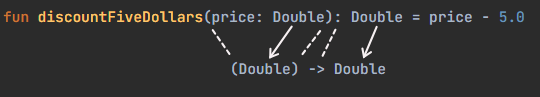 fun discountFiveDollars(price: Double): Double = price - 5.0
(Double) -> Double